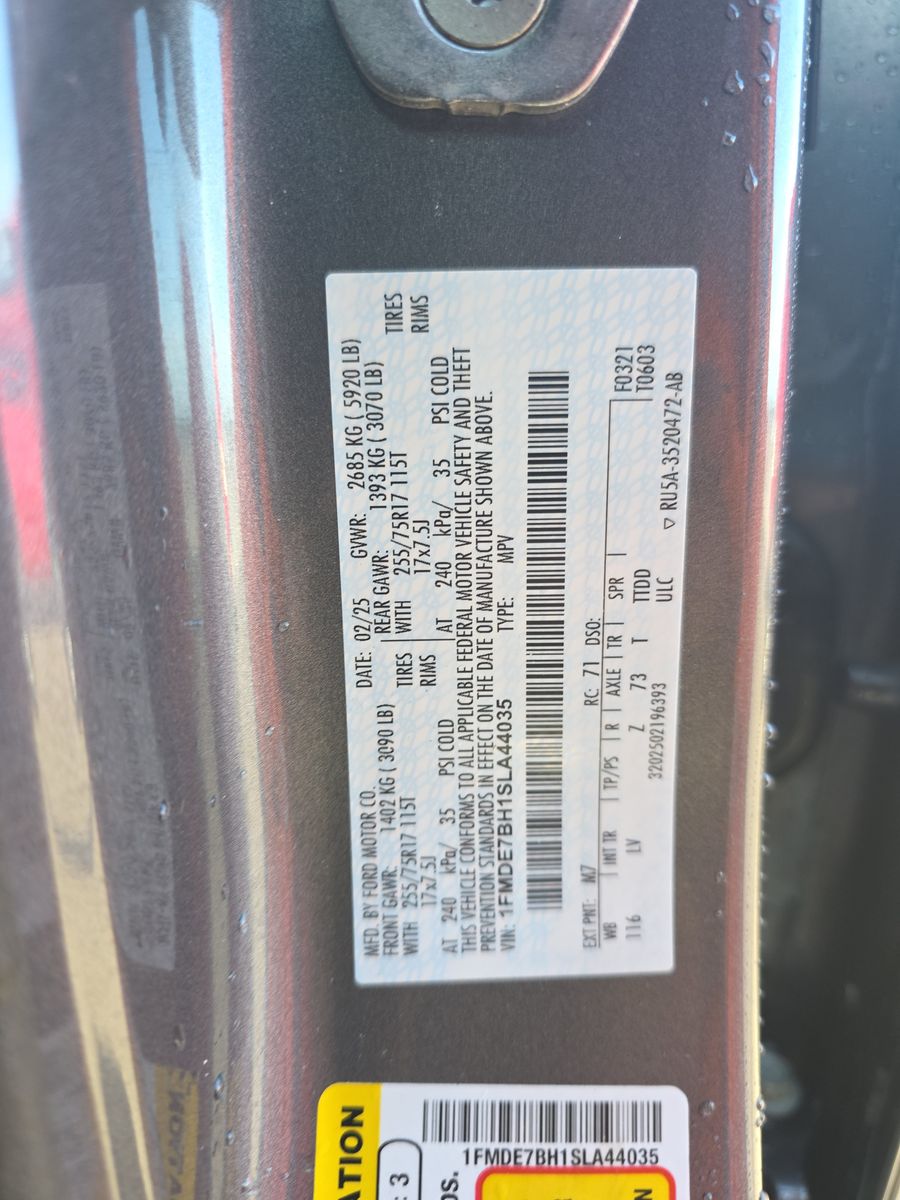 MFD. BY FORD MOTOR CO.
DATE: 02/25 GVWR: 2685 KG ( 5920 LB)
FRONT GAWR: 1402 KG ( 3090 LB) REAR GAWR: 1393 KG ( 3070 LB)
WITH 255/75R17 115T TIRES WITH 255/75R17 115T TIRES
17x7.5J RIMS 17x7.5J RIMS
AT 240 kPa/ 35 PSI COLD AT 240 kPa/ 35 PSI COLD
THIS VEHICLE CONFORMS TO ALL APPLICABLE FEDERAL MOTOR VEHICLE SAFETY AND THEFT
PREVENTION STANDARDS IN EFFECT ON THE DATE OF MANUFACTURE SHOWN ABOVE.
VIN: 1FMDE7BH1SLA44035 TYPE: MPV
EXT PNT: M7 RC: 71 DSO: F0321
WB INT TR TP/PS R AXLE TR SPR T0603
116 LV Z 73 T TTDD
3202502196393 ULC ▽ RU5A-3520472-AB
ATION
: 3
OS.
1FMDE7BH1SLA44035
N